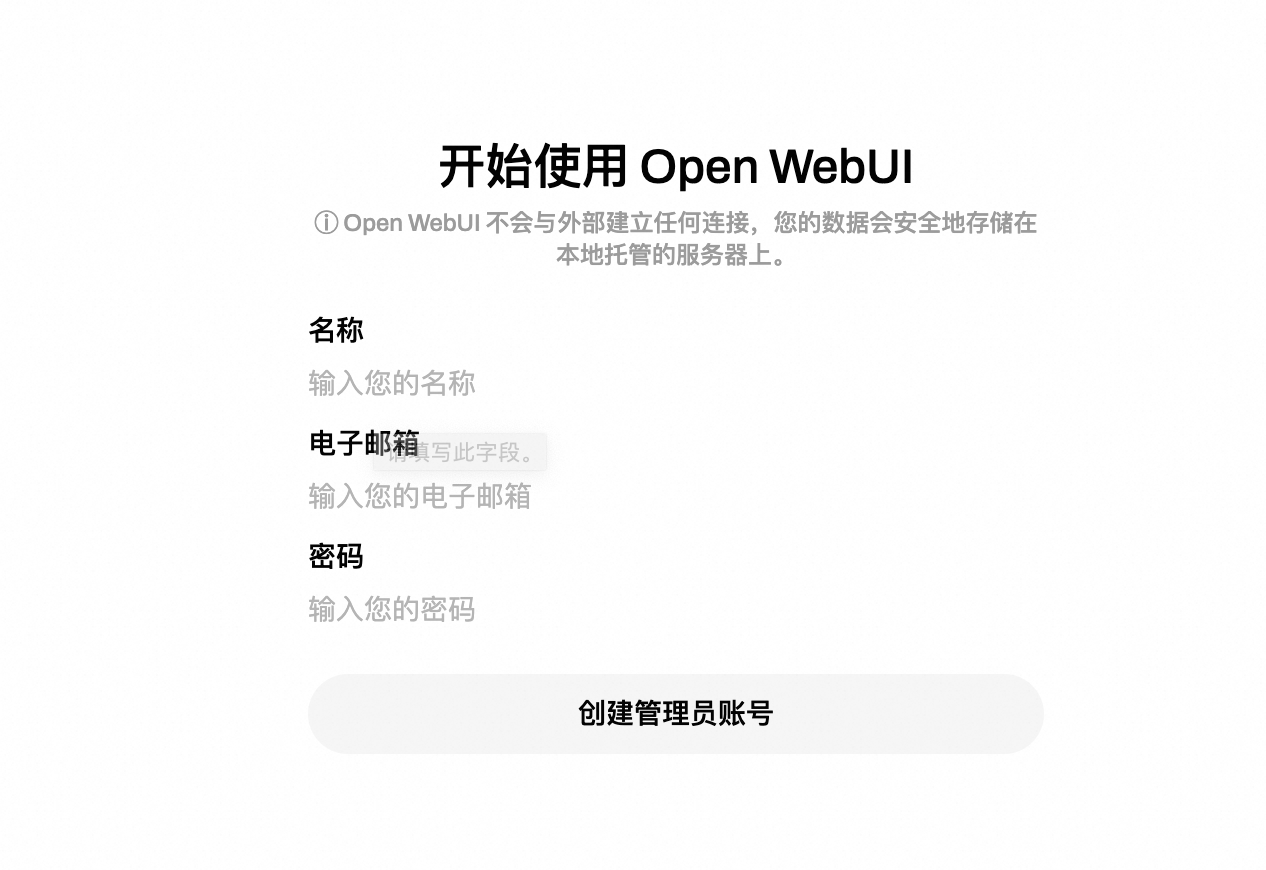 开始使用 Open WebUI
ⓘ Open WebUI 不会与外部建立任何连接，您的数据会安全地存储在
本地托管的服务器上。
名称
输入您的名称
电子邮箱
请填写此字段。
输入您的电子邮箱
密码
输入您的密码
创建管理员账号